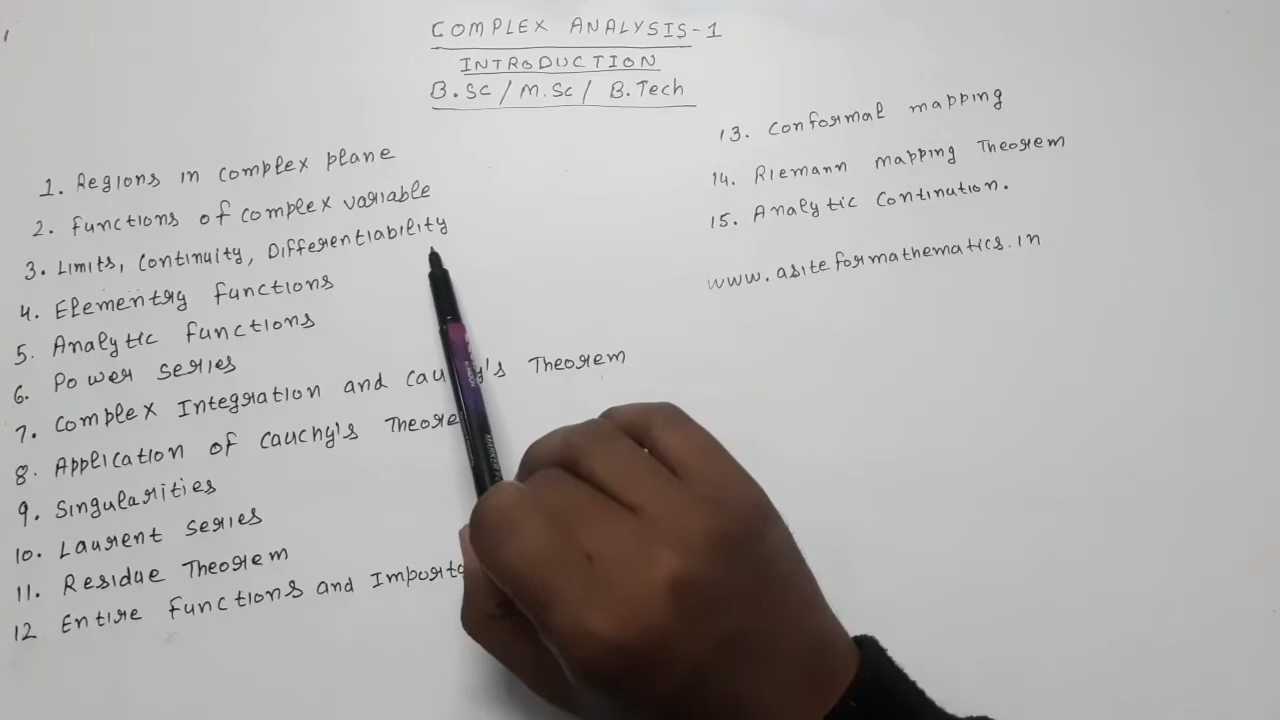 COMPLEX ANALYSIS-1
INTRODUCTION
B.Sc / M.Sc / B.Tech
1. Regions in complex plane
2. Functions of complex variable
3. Limits, Continuity, Differentiability
4. Elementry functions
5. Analytic functions
6. Power series
7. Complex Integration and Theorem
8. Application of Cauchy's
9. Singularities
10. Laurent series
11. Residue Theorem
12 Entire functions and
13. Conformal mapping
14. Riemann mapping Theorem
15. Analytic Continution.
www.asiteformathematics.in